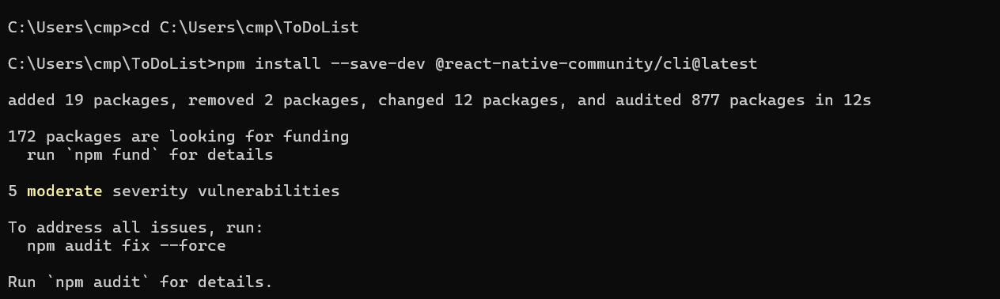 C:\Users\cmp>cd C:\Users\cmp\ToDoList
C:\Users\cmp\ToDoList>npm install --save-dev @react-native-community/cli@latest
added 19 packages, removed 2 packages, changed 12 packages, and audited 877 packages in 12s
172 packages are looking for funding
  run `npm fund` for details
5 moderate severity vulnerabilities
To address all issues, run:
  npm audit fix --force
Run `npm audit` for details.